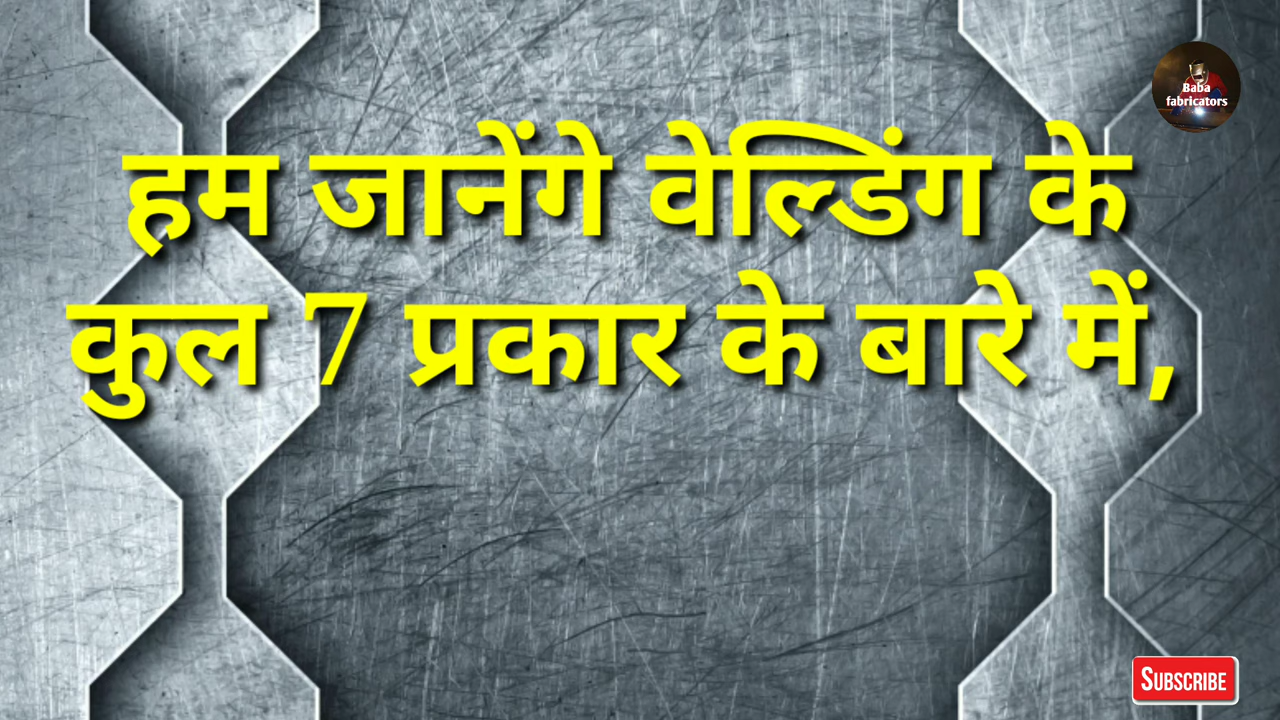 Baba
fabricators
हम जानेंगे वेल्डिंग के
कुल 7 प्रकार के बारे में,
SUBSCRIBE